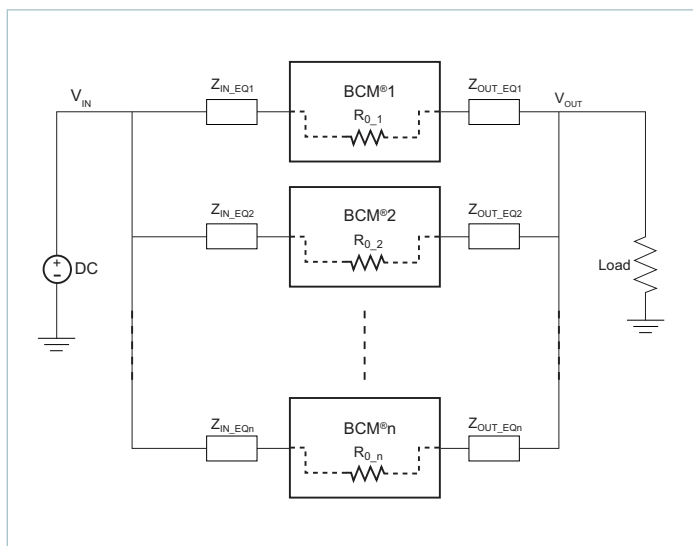 BCM®1
Z_IN_EQ1
Z_OUT_EQ1
V_IN
R_0_1
V_OUT
BCM®2
Z_IN_EQ2
Z_OUT_EQ2
R_0_2
+
–
DC
Load
BCM®n
Z_IN_EQn
Z_OUT_EQn
R_0_n